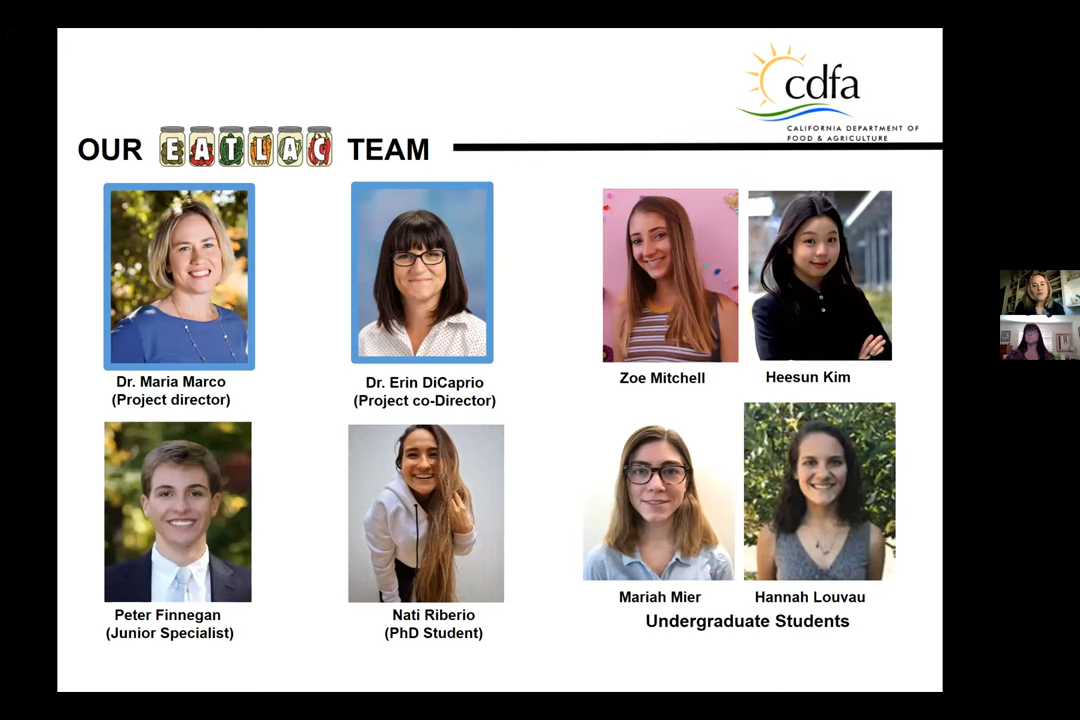 cdfa
CALIFORNIA DEPARTMENT OF
FOOD & AGRICULTURE
OUR EATLAC TEAM
Dr. Maria Marco
(Project director)
Dr. Erin DiCaprio
(Project co-Director)
Zoe Mitchell
Heesun Kim
Peter Finnegan
(Junior Specialist)
Nati Riberio
(PhD Student)
Mariah Mier
Hannah Louvau
Undergraduate Students